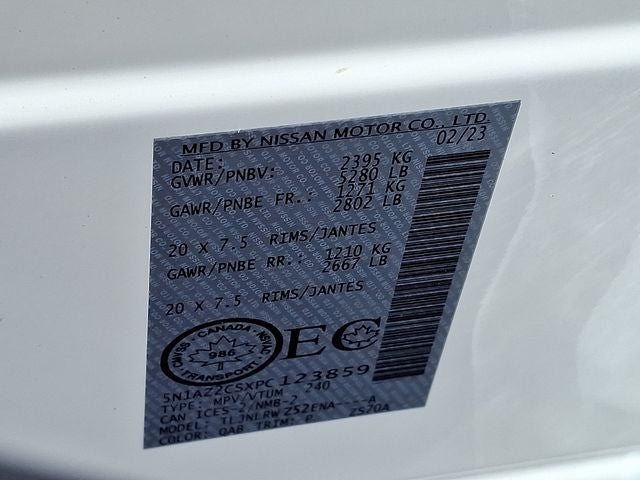 MFD BY NISSAN MOTOR CO., LTD.
DATE: 02/23
GVWR/PNBV: 2395 KG
5280 LB
GAWR/PNBE FR.: 1271 KG
2802 LB
20 X 7.5 RIMS/JANTES
GAWR/PNBE RR.: 1210 KG
2667 LB
20 X 7.5 RIMS/JANTES
CANADA
986
TRANSPORT
EC
5N1AZ2CSXPC123859
TYPE: MPV/VTUM 240
CAN ICES-2/NMB-2
MODEL: TLJNLRWZS2ENA----A
COLOR: QAB TRIM: P ZS20A